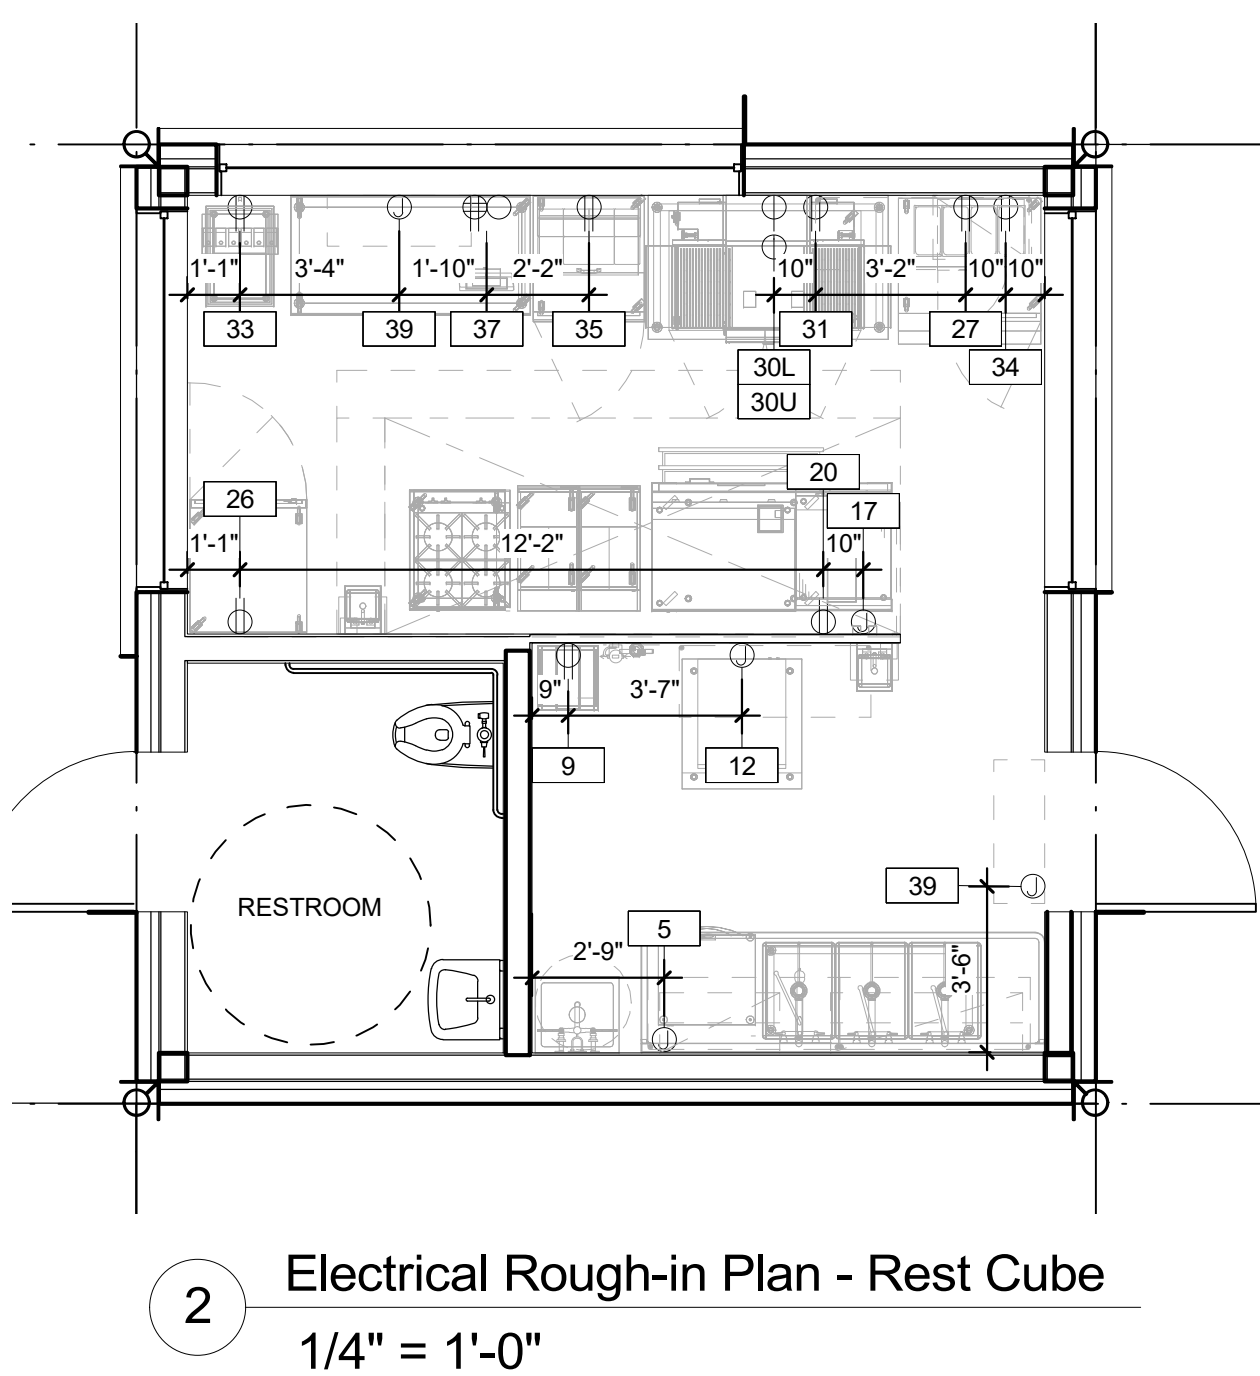 J
1'-1" 3'-4" 1'-10" 2'-2" 10" 3'-2" 10" 10"
33 39 37 35 31 27
30L 34
30U
20
26 17
1'-1" 12'-2" 10"
J
J
9" 3'-7"
9 12
39 J
RESTROOM
5
2'-9"
3'-6"
J
2 Electrical Rough-in Plan - Rest Cube
1/4" = 1'-0"